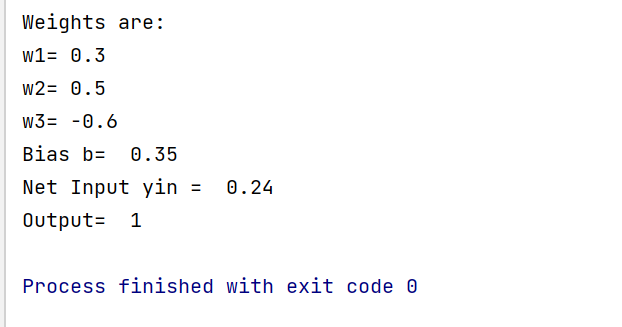 Weights are:
w1= 0.3
w2= 0.5
w3= -0.6
Bias b=  0.35
Net Input yin =  0.24
Output=  1
Process finished with exit code 0